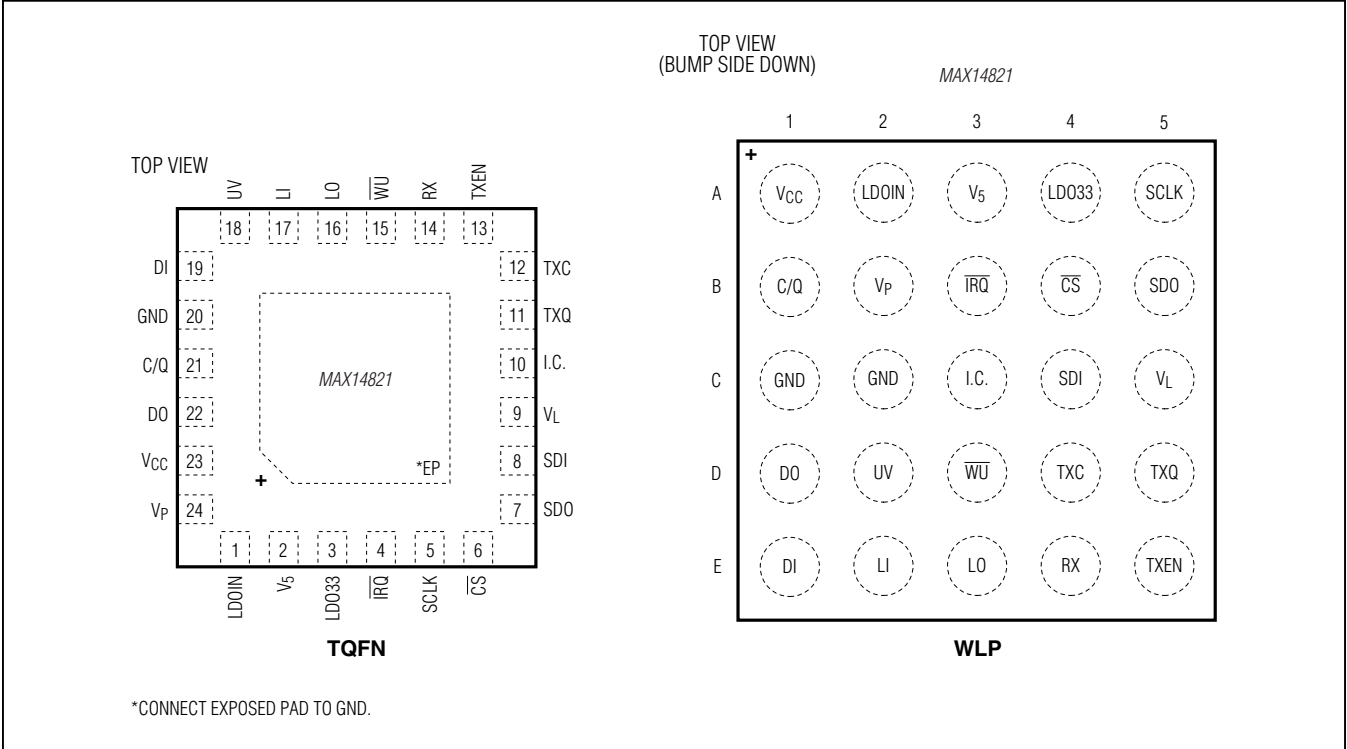 TOP VIEW
UV LI LO WU RX TXEN
18 17 16 15 14 13
DI 19 12 TXC
GND 20 11 TXQ
C/Q 21 10 I.C.
MAX14821
DO 22 9 VL
VCC 23 8 SDI
*EP
+
VP 24 7 SDO
1 2 3 4 5 6
LDOIN V5 LDO33 IRQ SCLK CS
TQFN
*CONNECT EXPOSED PAD TO GND.
TOP VIEW
(BUMP SIDE DOWN)
MAX14821
1 2 3 4 5
+
A VCC LDOIN V5 LDO33 SCLK
B C/Q VP IRQ CS SDO
C GND GND I.C. SDI VL
D DO UV WU TXC TXQ
E DI LI LO RX TXEN
WLP